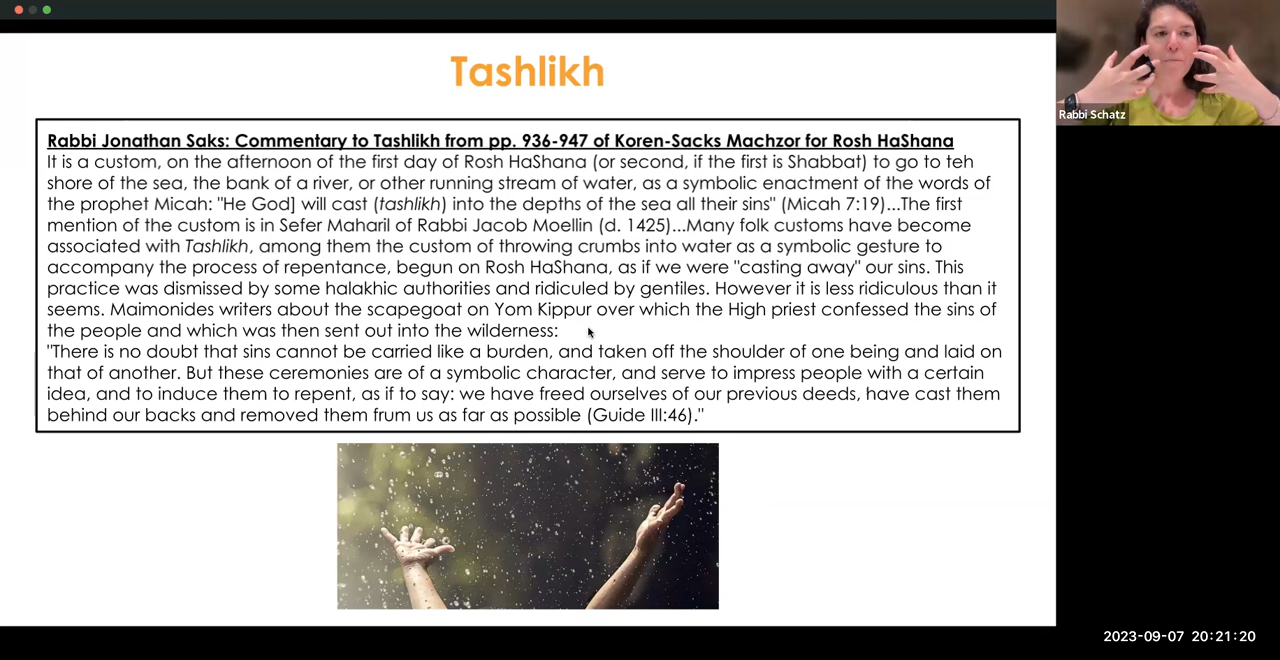 Tashlikh
Rabbi Jonathan Saks: Commentary to Tashlikh from pp. 936-947 of Koren-Sacks Machzor for Rosh HaShana
It is a custom, on the afternoon of the first day of Rosh HaShana (or second, if the first is Shabbat) to go to teh
shore of the sea, the bank of a river, or other running stream of water, as a symbolic enactment of the words of
the prophet Micah: "He God] will cast (tashlikh) into the depths of the sea all their sins" (Micah 7:19)...The first
mention of the custom is in Sefer Maharil of Rabbi Jacob Moellin (d. 1425)...Many folk customs have become
associated with Tashlikh, among them the custom of throwing crumbs into water as a symbolic gesture to
accompany the process of repentance, begun on Rosh HaShana, as if we were "casting away" our sins. This
practice was dismissed by some halakhic authorities and ridiculed by gentiles. However it is less ridiculous than it
seems. Maimonides writers about the scapegoat on Yom Kippur over which the High priest confessed the sins of
the people and which was then sent out into the wilderness:
"There is no doubt that sins cannot be carried like a burden, and taken off the shoulder of one being and laid on
that of another. But these ceremonies are of a symbolic character, and serve to impress people with a certain
idea, and to induce them to repent, as if to say: we have freed ourselves of our previous deeds, have cast them
behind our backs and removed them frum us as far as possible (Guide III:46)."
Rabbi Schatz
2023-09-07 20:21:20